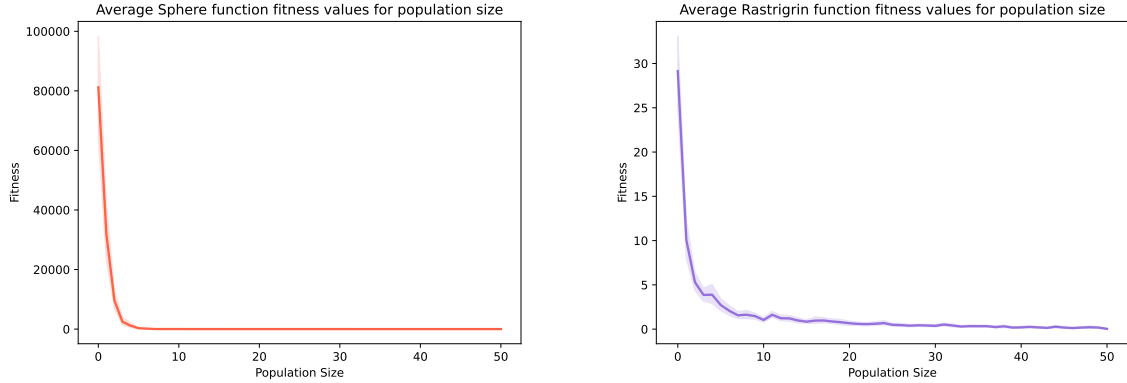 Average Sphere function fitness values for population size
100000
80000
60000
40000
20000
0
Fitness
0 10 20 30 40 50
Population Size
Average Rastrigrin function fitness values for population size
30
25
20
15
10
5
0
Fitness
0 10 20 30 40 50
Population Size